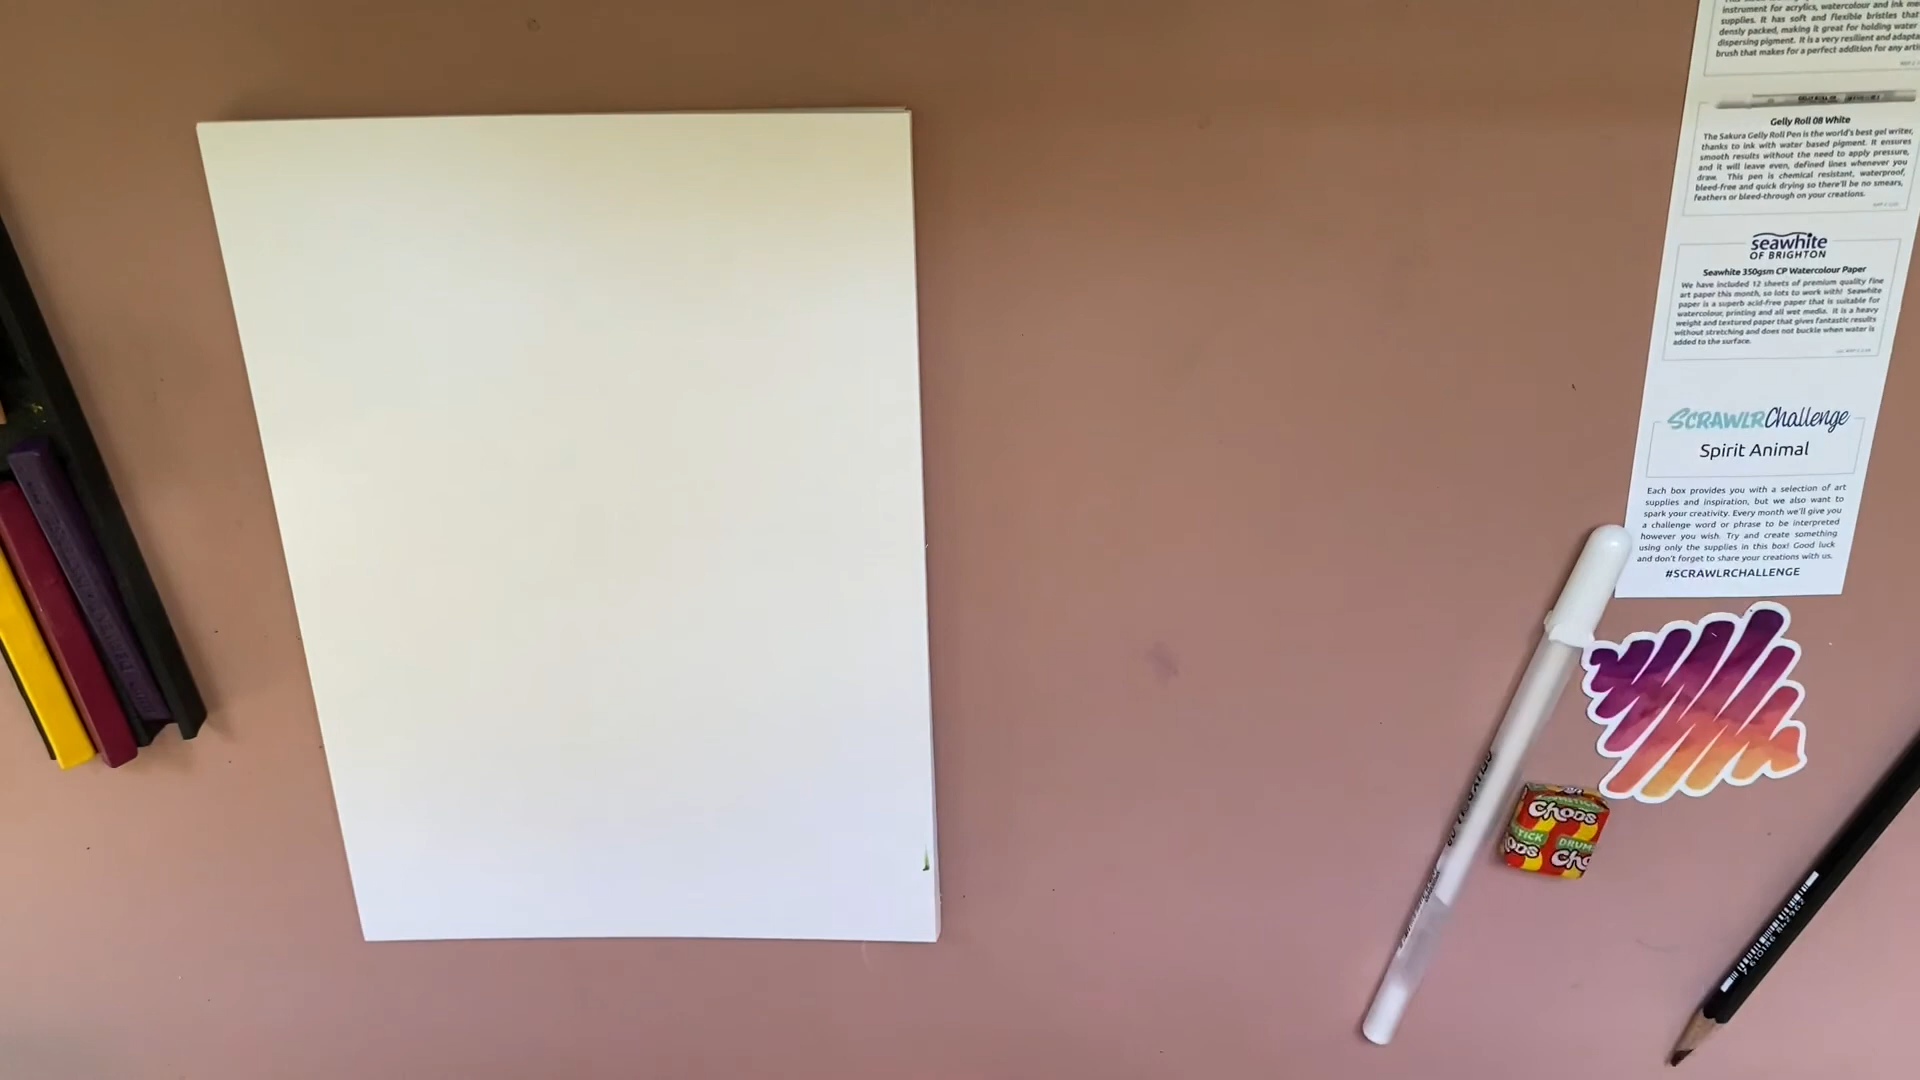 instrument for acrylics, watercolour and ink
supplies. It has soft and flexible bristles that
densly packed, making it great for holding water
dispersing pigment. It is a very resilient and
brush that makes for a perfect addition for any
GELLY ROLL 08
Gelly Roll 08 White
The Sakura Gelly Roll Pen is the world's best gel writer,
thanks to ink with water based pigment. It ensures
smooth results without the need to apply pressure,
and it will leave even, defined lines whenever you
draw. This pen is chemical resistant, waterproof,
bleed-free and quick drying so there'll be no smears,
feathers or bleed-through on your creations.
seawhite
OF BRIGHTON
Seawhite 350gsm CP Watercolour Paper
We have included 12 sheets of premium quality fine
art paper this month, so lots to work with! Seawhite
paper is a superb acid-free paper that is suitable for
watercolour, printing and all wet media. It is a heavy
weight and textured paper that gives fantastic results
without stretching and does not buckle when water is
added to the surface.
SCRAWLRChallenge
Spirit Animal
Each box provides you with a selection of art
supplies and inspiration, but we also want to
spark your creativity. Every month we'll give you
a challenge word or phrase to be interpreted
however you wish. Try and create something
using only the supplies in this box! Good luck
and don't forget to share your creations with us.
#SCRAWLRCHALLENGE
Choos
STICK
DRUM
7 610186 842962